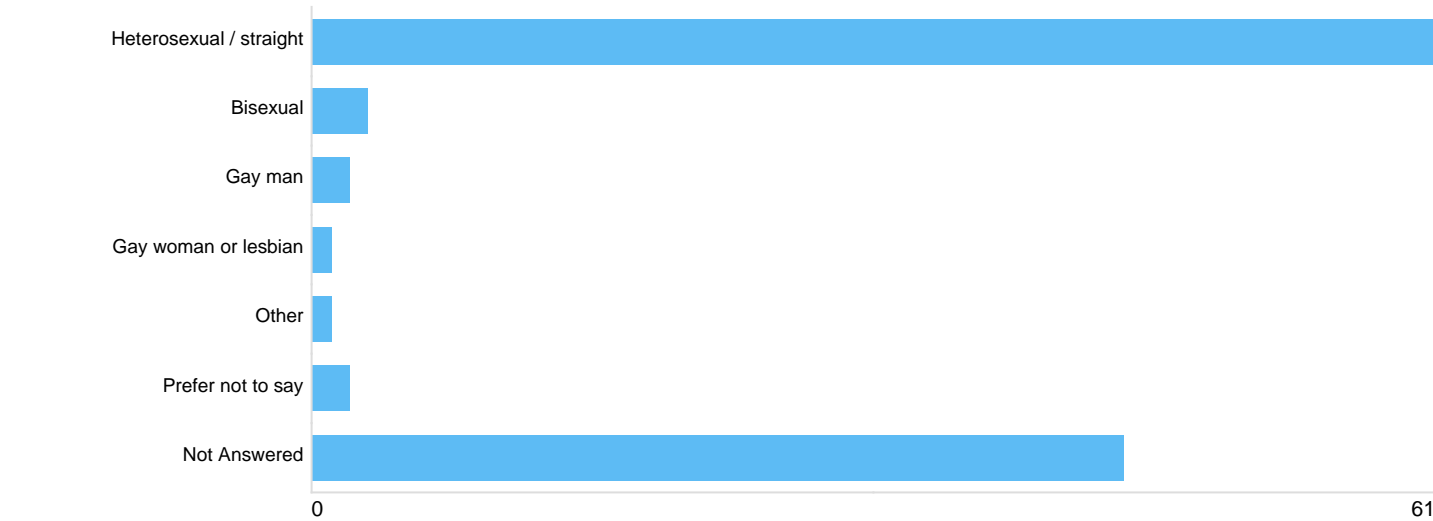 Heterosexual / straight
Bisexual
Gay man
Gay woman or lesbian
Other
Prefer not to say
Not Answered
0 61